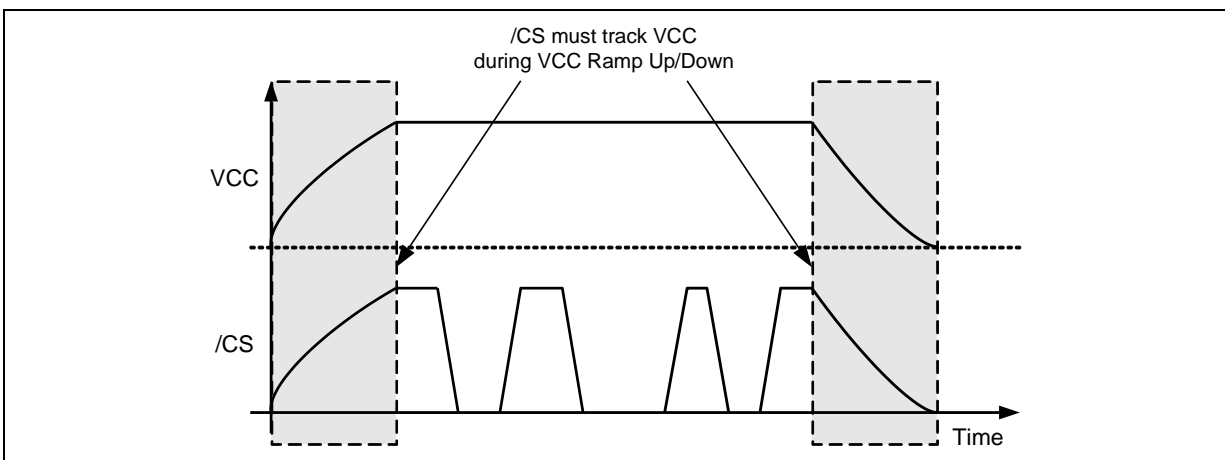 /CS must track VCC
during VCC Ramp Up/Down
VCC
/CS
Time